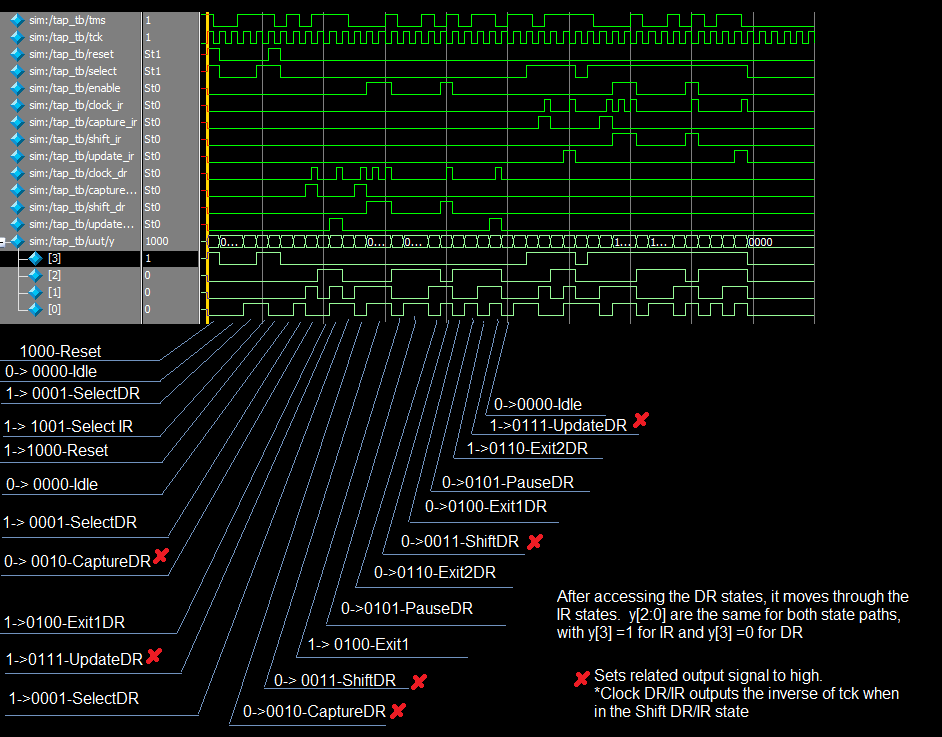 sim:/tap_tb/tms 1
sim:/tap_tb/tck 1
sim:/tap_tb/reset St1
sim:/tap_tb/select St1
sim:/tap_tb/enable St0
sim:/tap_tb/clock_ir St0
sim:/tap_tb/capture_ir St0
sim:/tap_tb/shift_ir St0
sim:/tap_tb/update_ir St0
sim:/tap_tb/clock_dr St0
sim:/tap_tb/capture... St0
sim:/tap_tb/shift_dr St0
sim:/tap_tb/update... St0
sim:/tap_tb/uut/y 1000 0... 0... 0... 1... 1... 0000
[3] 1
[2] 0
[1] 0
[0] 0
1000-Reset
0-> 0000-Idle
1-> 0001-SelectDR
1-> 1001-Select IR
1->1000-Reset
0-> 0000-Idle
1-> 0001-SelectDR
0-> 0010-CaptureDR
1->0100-Exit1DR
1->0111-UpdateDR
1->0001-SelectDR
0->0010-CaptureDR
0-> 0011-ShiftDR
1-> 0100-Exit1
0->0101-PauseDR
0->0110-Exit2DR
0->0011-ShiftDR
0->0100-Exit1DR
0->0101-PauseDR
1->0110-Exit2DR
1->0111-UpdateDR
0->0000-Idle
After accessing the DR states, it moves through the
IR states. y[2:0] are the same for both state paths,
with y[3] =1 for IR and y[3] =0 for DR
Sets related output signal to high.
*Clock DR/IR outputs the inverse of tck when
in the Shift DR/IR state